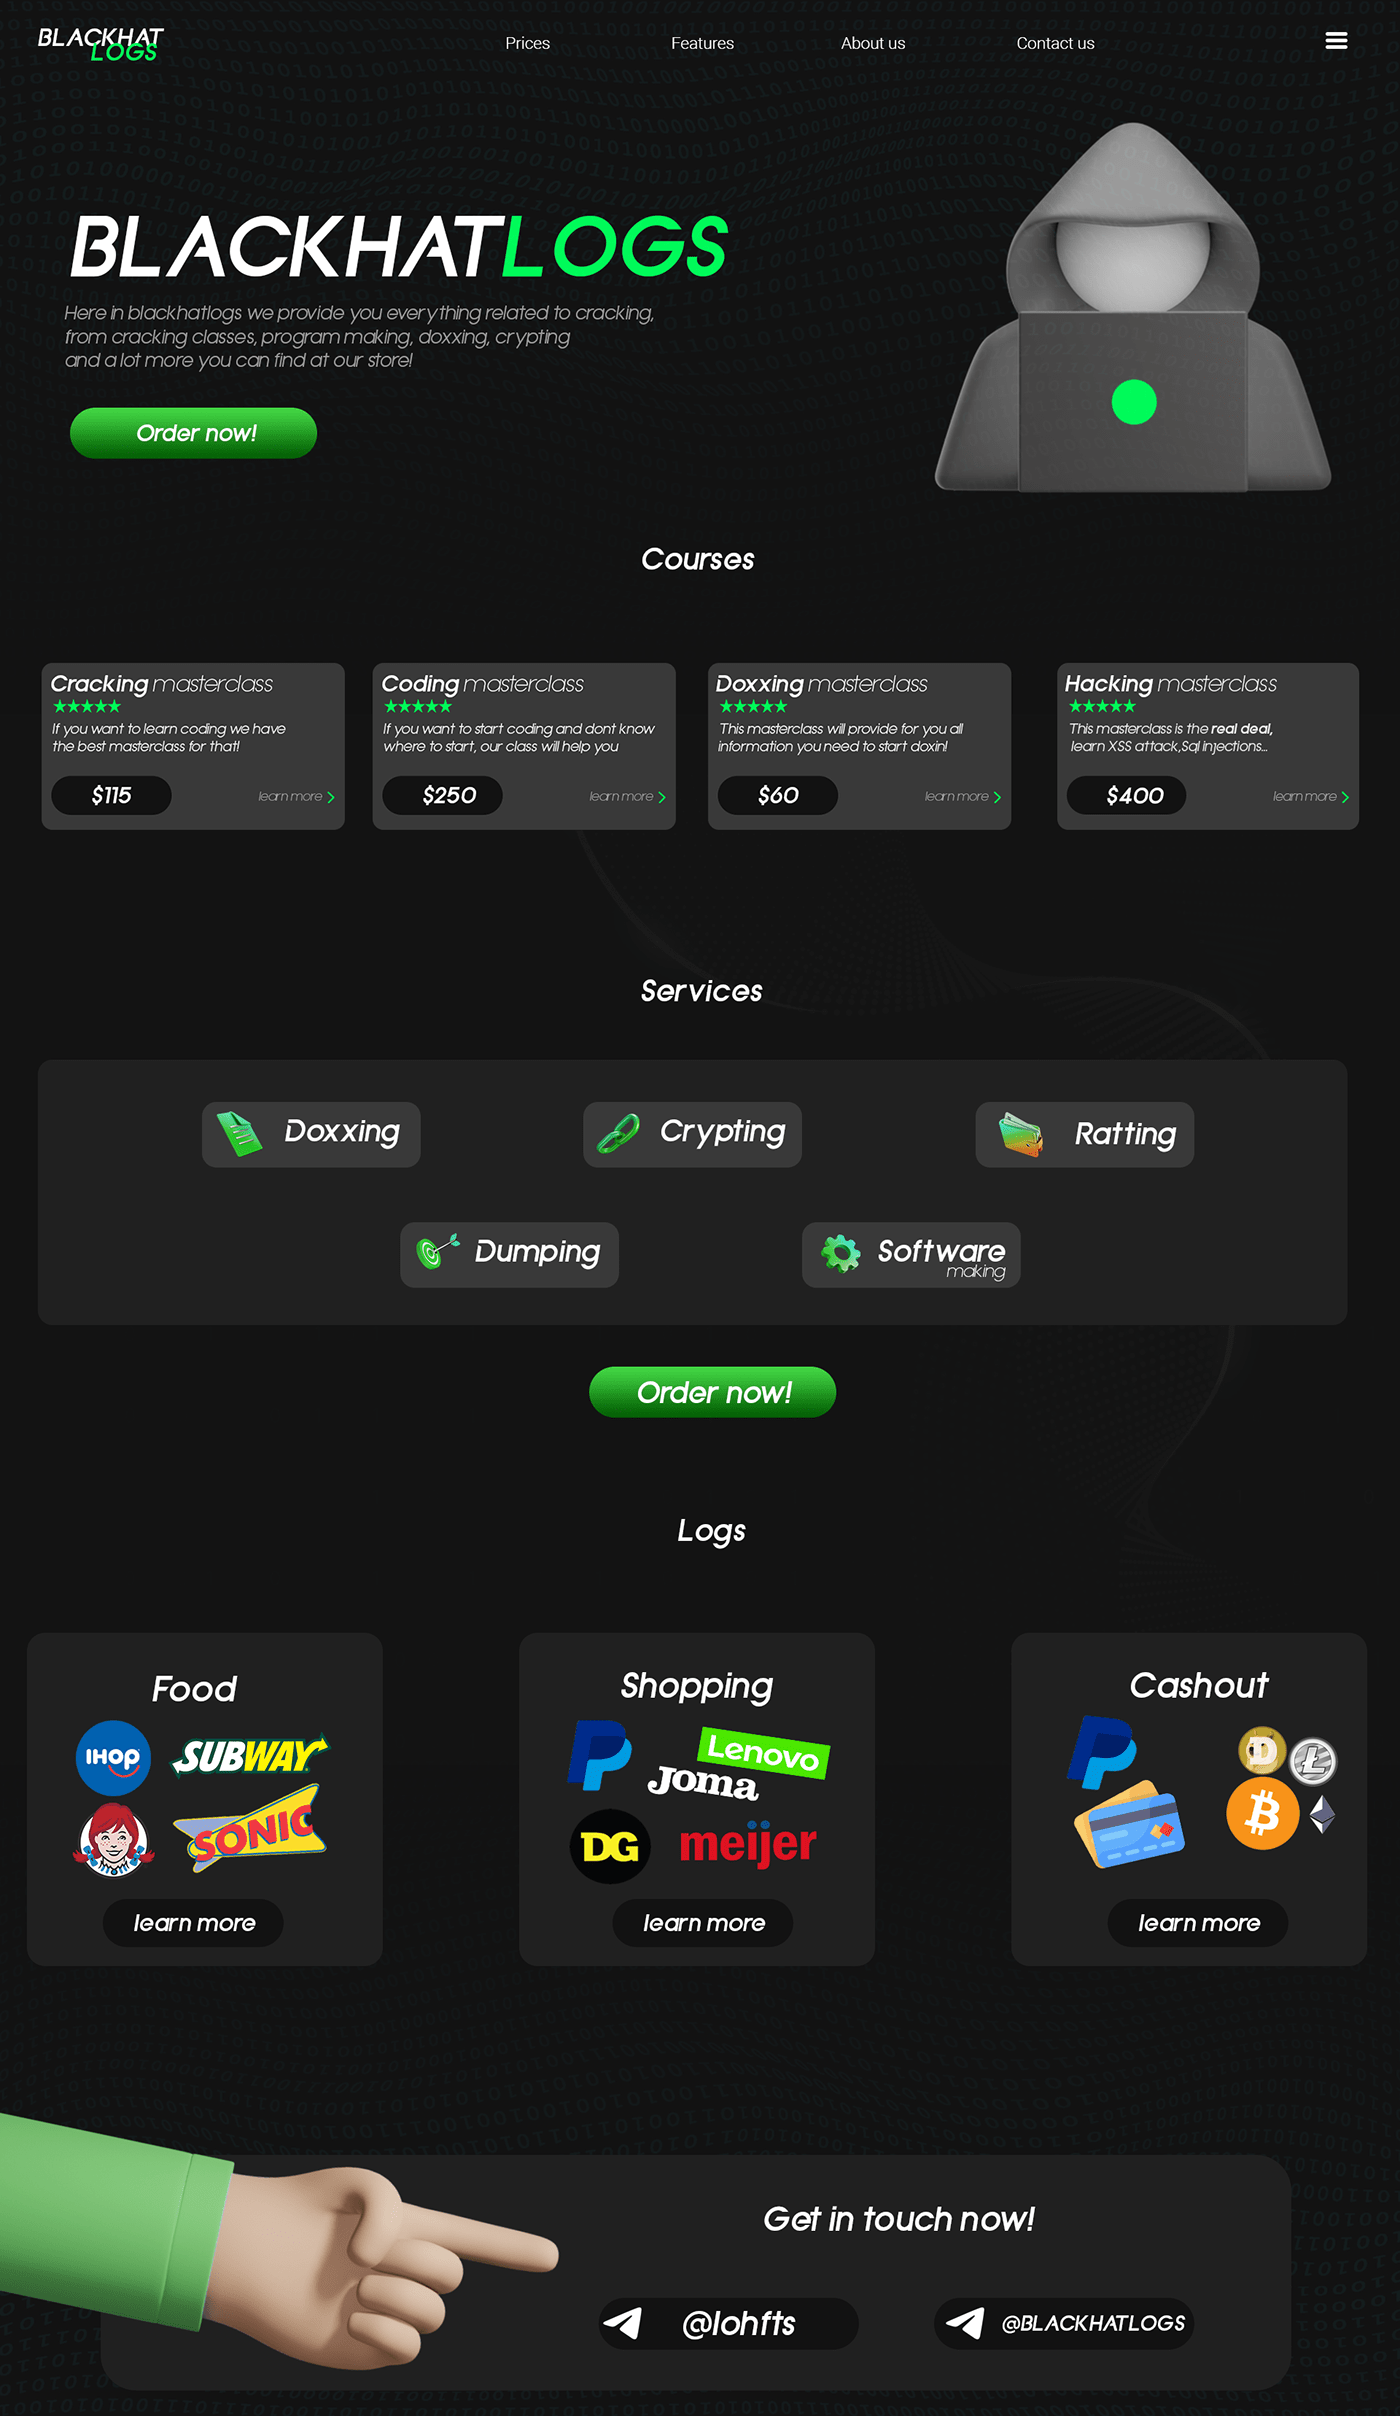 BLACKHAT
LOGS
Prices
Features
About us
Contact us
BLACKHATLOGS
Here in blackhatlogs we provide you everything related to cracking,
from cracking classes, program making, doxxing, crypting
and a lot more you can find at our store!
Order now!
Courses
Cracking masterclass
If you want to learn coding we have
the best masterclass for that!
$115
learn more
Coding masterclass
If you want to start coding and dont know
where to start, our class will help you
$250
learn more
Doxxing masterclass
This masterclass will provide for you all
information you need to start doxin!
$60
learn more
Hacking masterclass
This masterclass is the real deal,
learn XSS attack,Sql injections...
$400
learn more
Services
Doxxing
Crypting
Ratting
Dumping
Software
making
Order now!
Logs
Food
IHOP
SUBWAY
SONIC
learn more
Shopping
Lenovo
Joma
DG
meijer
learn more
Cashout
learn more
Get in touch now!
@lohfts
@BLACKHATLOGS